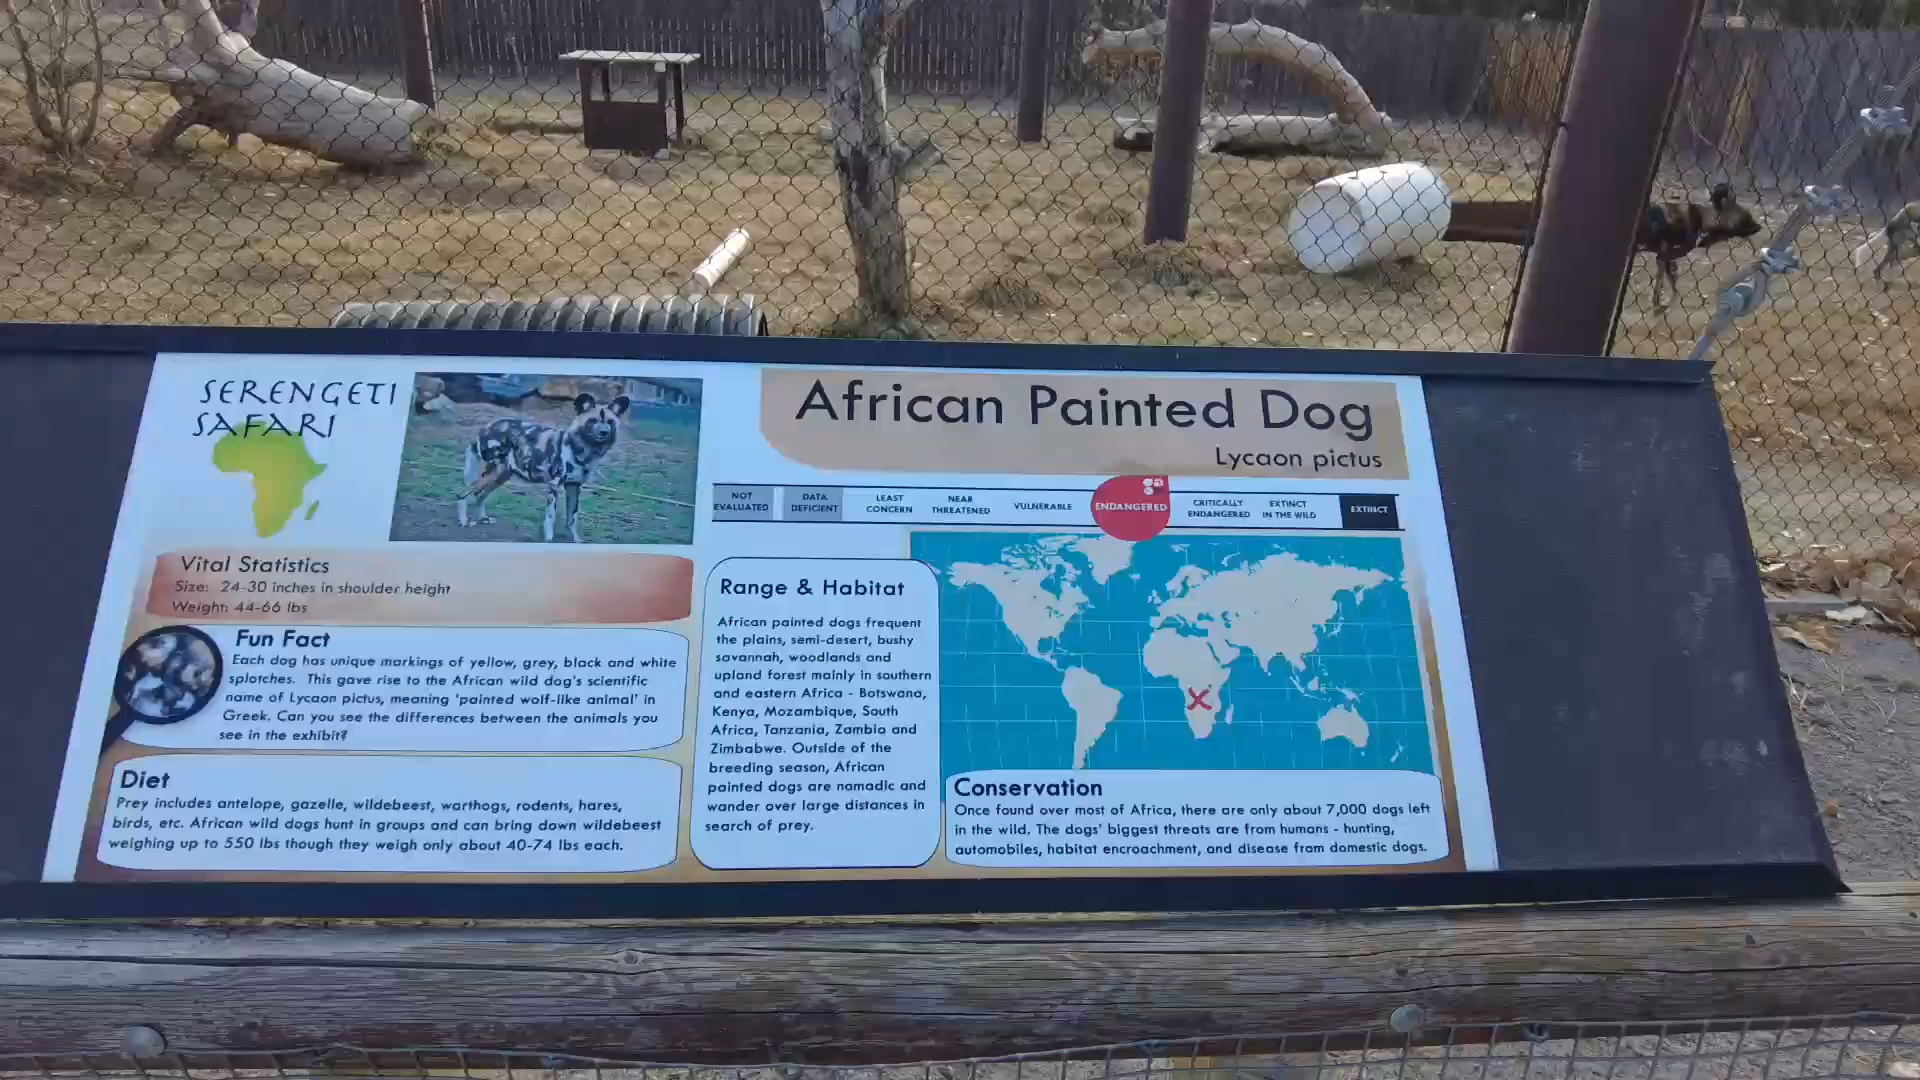 SERENGETI
SAFARI
African Painted Dog
Lycaon pictus
NOT
EVALUATED
DATA
DEFICIENT
LEAST
CONCERN
NEAR
THREATENED
VULNERABLE
ENDANGERED
CRITICALLY
ENDANGERED
EXTINCT
IN THE WILD
EXTINCT
Vital Statistics
Size: 24-30 inches in shoulder height
Weight: 44-66 lbs
Fun Fact
Each dog has unique markings of yellow, grey, black and white
splotches. This gave rise to the African wild dog's scientific
name of Lycaon pictus, meaning 'painted wolf-like animal' in
Greek. Can you see the differences between the animals you
see in the exhibit?
Diet
Prey includes antelope, gazelle, wildebeest, warthogs, rodents, hares,
birds, etc. African wild dogs hunt in groups and can bring down wildebeest
weighing up to 550 lbs though they weigh only about 40-74 lbs each.
Range & Habitat
African painted dogs frequent
the plains, semi-desert, bushy
savannah, woodlands and
upland forest mainly in southern
and eastern Africa - Botswana,
Kenya, Mozambique, South
Africa, Tanzania, Zambia and
Zimbabwe. Outside of the
breeding season, African
painted dogs are nomadic and
wander over large distances in
search of prey.
Conservation
Once found over most of Africa, there are only about 7,000 dogs left
in the wild. The dogs' biggest threats are from humans - hunting,
automobiles, habitat encroachment, and disease from domestic dogs.